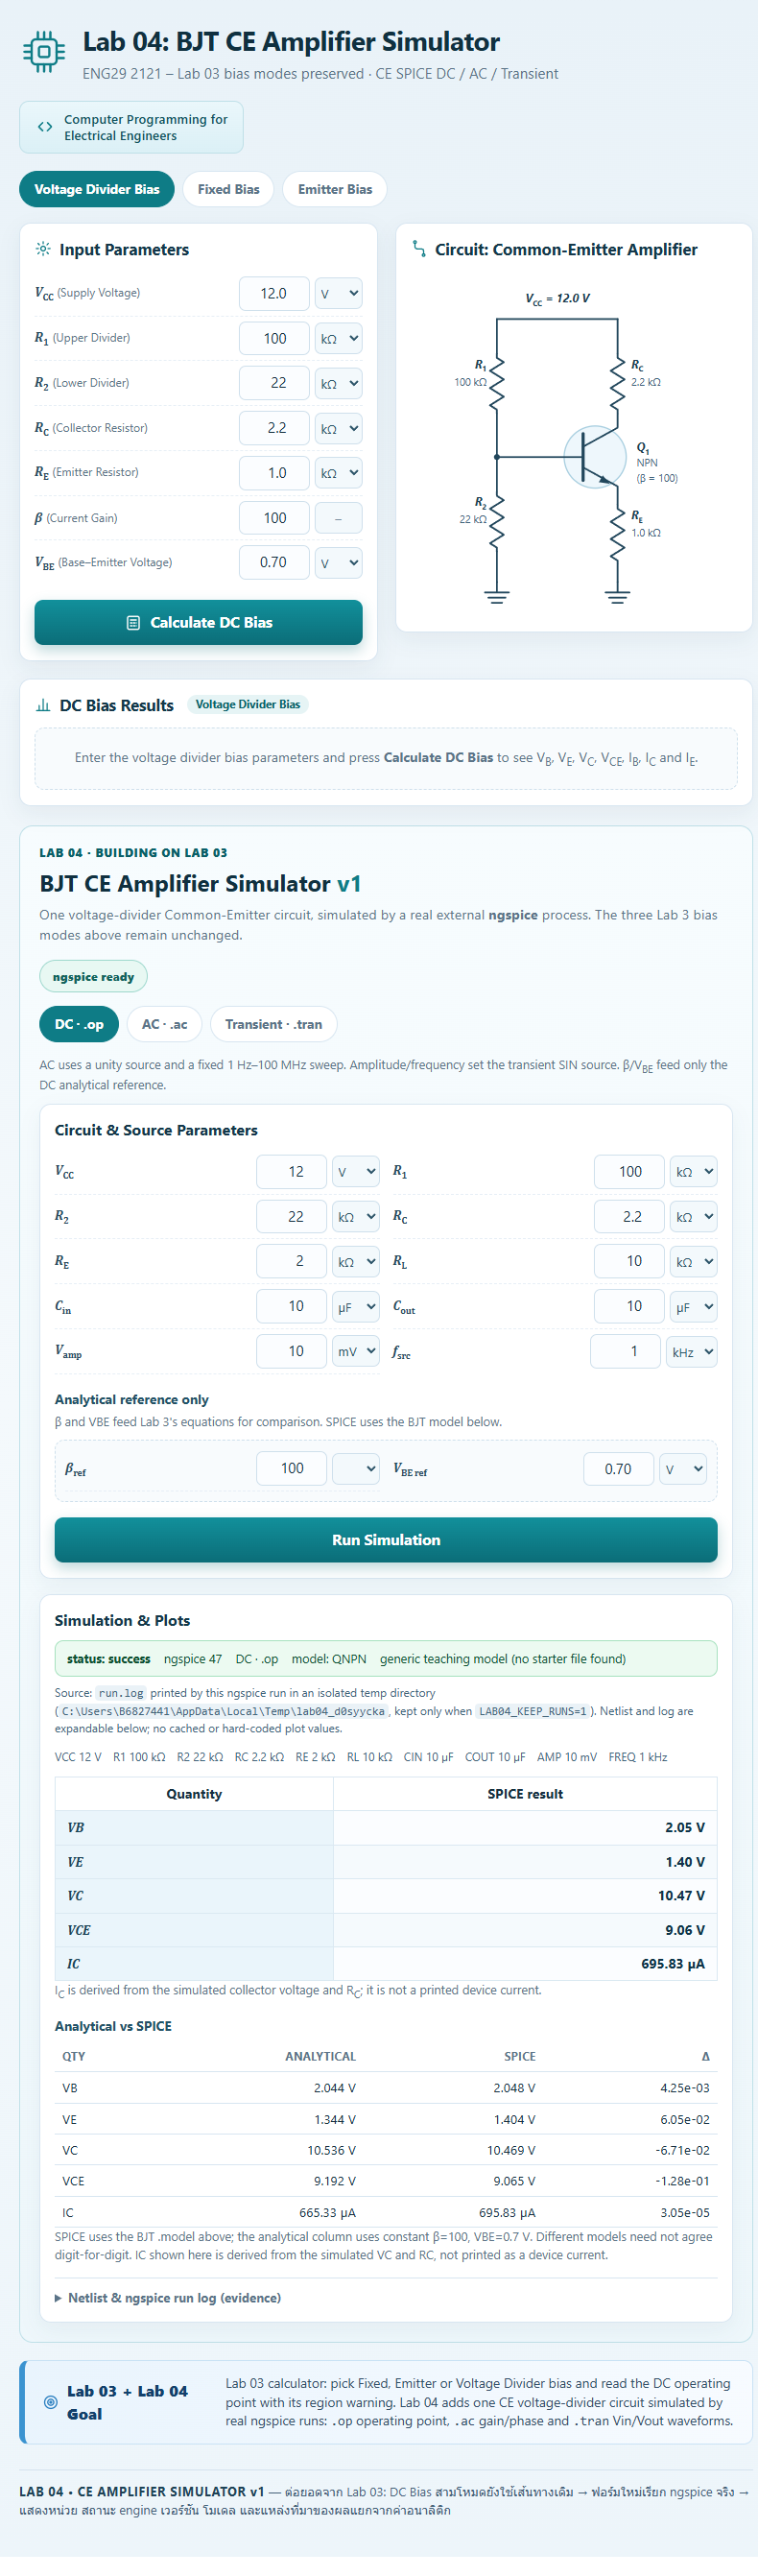 Lab 04: BJT CE Amplifier Simulator
ENG29 2121 – Lab 03 bias modes preserved · CE SPICE DC / AC / Transient
Computer Programming for
Electrical Engineers
Voltage Divider Bias Fixed Bias Emitter Bias
Input Parameters
VCC (Supply Voltage) 12.0 V
R1 (Upper Divider) 100 kΩ
R2 (Lower Divider) 22 kΩ
RC (Collector Resistor) 2.2 kΩ
RE (Emitter Resistor) 1.0 kΩ
β (Current Gain) 100 –
VBE (Base–Emitter Voltage) 0.70 V
Calculate DC Bias
Circuit: Common-Emitter Amplifier
VCC = 12.0 V
R1
100 kΩ
RC
2.2 kΩ
Q1
NPN
(β = 100)
R2
22 kΩ
RE
1.0 kΩ
DC Bias Results Voltage Divider Bias
Enter the voltage divider bias parameters and press Calculate DC Bias to see VB, VE, VC, VCE, IB, IC and IE.
LAB 04 · BUILDING ON LAB 03
BJT CE Amplifier Simulator v1
One voltage-divider Common-Emitter circuit, simulated by a real external ngspice process. The three Lab 3 bias
modes above remain unchanged.
ngspice ready
DC · .op AC · .ac Transient · .tran
AC uses a unity source and a fixed 1 Hz–100 MHz sweep. Amplitude/frequency set the transient SIN source. β/VBE feed only the
DC analytical reference.
Circuit & Source Parameters
VCC 12 V R1 100 kΩ
R2 22 kΩ RC 2.2 kΩ
RE 2 kΩ RL 10 kΩ
Cin 10 µF Cout 10 µF
Vamp 10 mV fsrc 1 kHz
Analytical reference only
β and VBE feed Lab 3's equations for comparison. SPICE uses the BJT model below.
βref 100 VBE ref 0.70 V
Run Simulation
Simulation & Plots
status: success ngspice 47 DC · .op model: QNPN generic teaching model (no starter file found)
Source: run.log printed by this ngspice run in an isolated temp directory
(C:\Users\B6827441\AppData\Local\Temp\lab04_d0syycka, kept only when LAB04_KEEP_RUNS=1). Netlist and log are
expandable below; no cached or hard-coded plot values.
VCC 12 V R1 100 kΩ R2 22 kΩ RC 2.2 kΩ RE 2 kΩ RL 10 kΩ CIN 10 µF COUT 10 µF AMP 10 mV FREQ 1 kHz
Quantity SPICE result
VB 2.05 V
VE 1.40 V
VC 10.47 V
VCE 9.06 V
IC 695.83 µA
IC is derived from the simulated collector voltage and RC; it is not a printed device current.
Analytical vs SPICE
QTY ANALYTICAL SPICE Δ
VB 2.044 V 2.048 V 4.25e-03
VE 1.344 V 1.404 V 6.05e-02
VC 10.536 V 10.469 V -6.71e-02
VCE 9.192 V 9.065 V -1.28e-01
IC 665.33 µA 695.83 µA 3.05e-05
SPICE uses the BJT .model above; the analytical column uses constant β=100, VBE=0.7 V. Different models need not agree
digit-for-digit. IC shown here is derived from the simulated VC and RC, not printed as a device current.
Netlist & ngspice run log (evidence)
Lab 03 + Lab 04
Goal
Lab 03 calculator: pick Fixed, Emitter or Voltage Divider bias and read the DC operating
point with its region warning. Lab 04 adds one CE voltage-divider circuit simulated by
real ngspice runs: .op operating point, .ac gain/phase and .tran Vin/Vout waveforms.
LAB 04 • CE AMPLIFIER SIMULATOR v1 — ต่อยอดจาก Lab 03: DC Bias สามโหมดยังใช้เส้นทางเดิม → ฟอร์มใหม่เรียก ngspice จริง →
แสดงหน่วย สถานะ engine เวอร์ชัน โมเดล และแหล่งที่มาของผลแยกจากค่าอนาลิติก